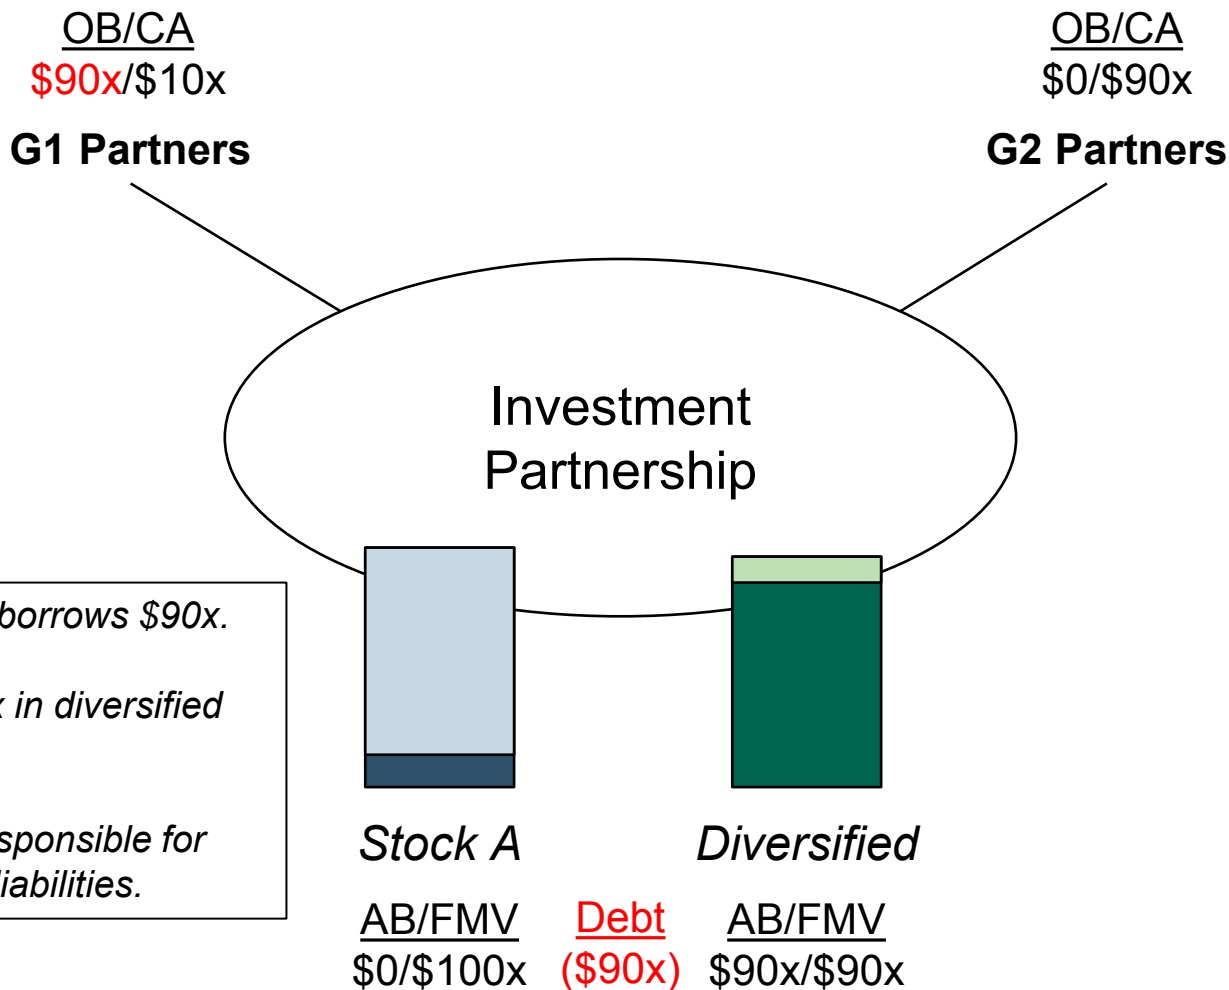 OB/CA
$90x/$10x
G1 Partners
OB/CA
$0/$90x
G2 Partners
Investment
Partnership
borrows $90x.
x in diversified
sponsible for
liabilities.
Stock A
AB/FMV
$0/$100x
Debt
($90x)
Diversified
AB/FMV
$90x/$90x